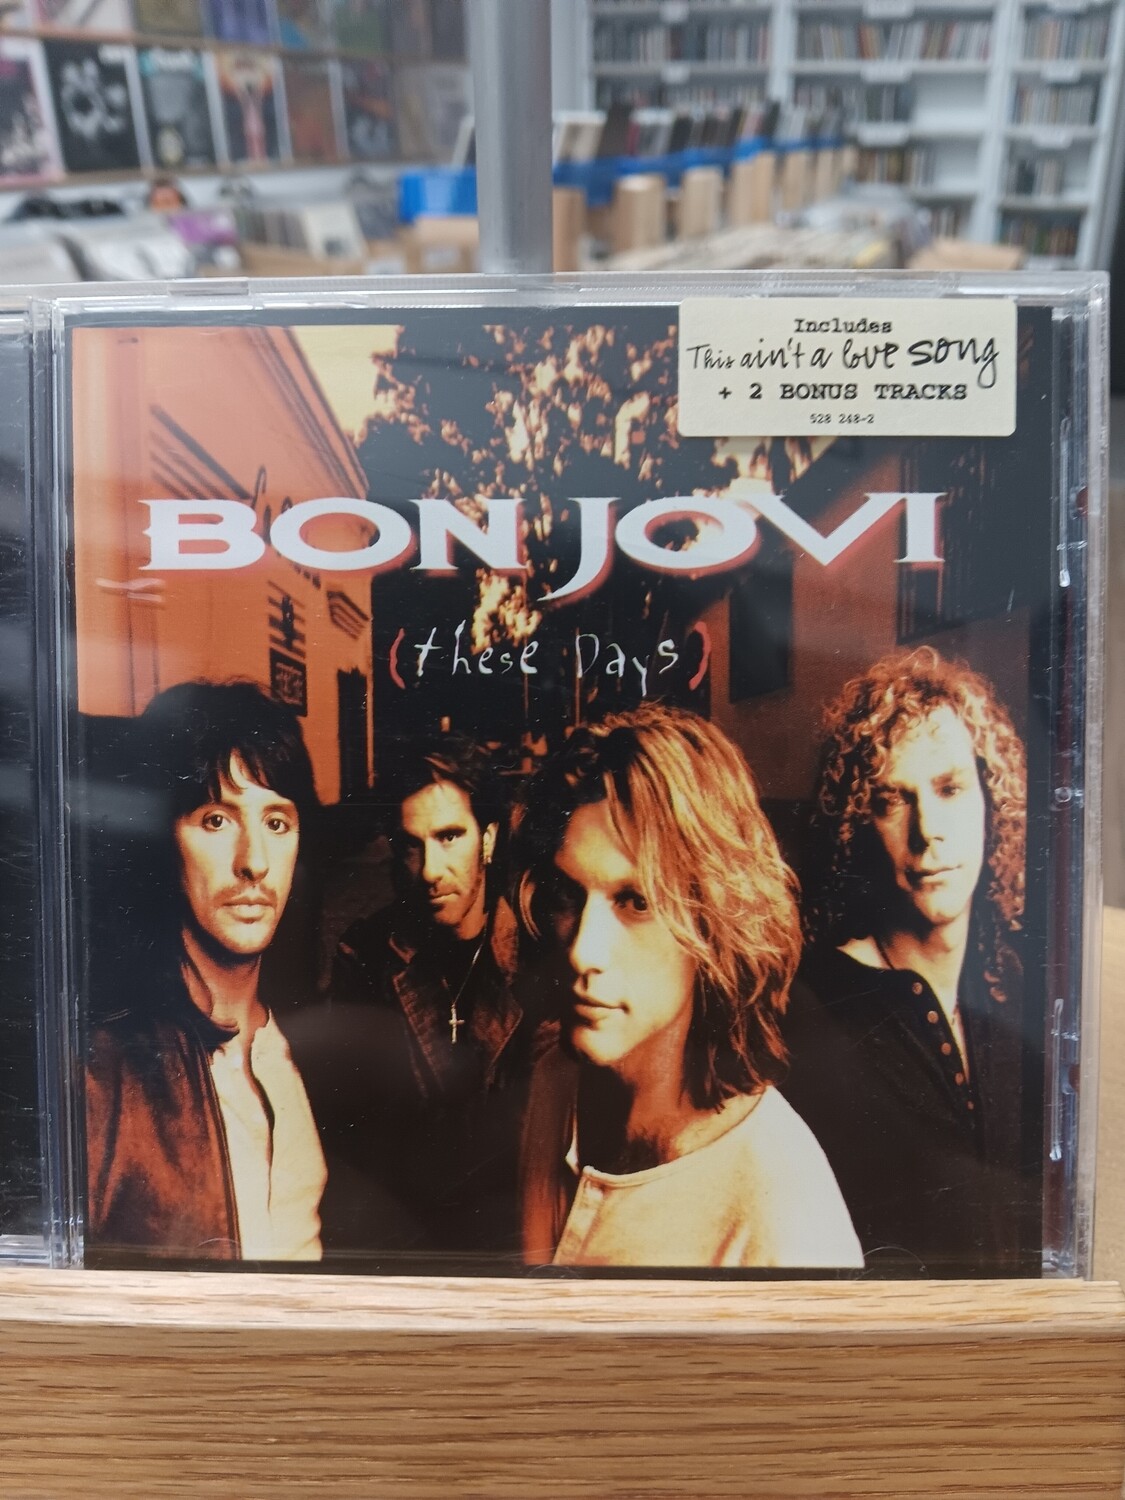 Includes
This ain't a love song
+ 2 BONUS TRACKS
528 248-2
BON JOVI
(these Days)